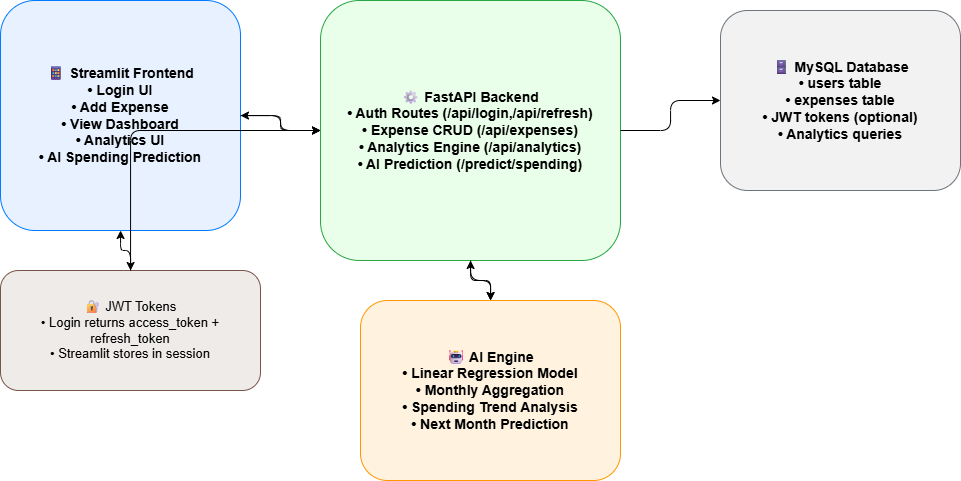 Streamlit Frontend
• Login UI
• Add Expense
• View Dashboard
• Analytics UI
• AI Spending Prediction
FastAPI Backend
• Auth Routes (/api/login,/api/refresh)
• Expense CRUD (/api/expenses)
• Analytics Engine (/api/analytics)
• AI Prediction (/predict/spending)
MySQL Database
• users table
• expenses table
• JWT tokens (optional)
• Analytics queries
JWT Tokens
• Login returns access_token +
refresh_token
• Streamlit stores in session
AI Engine
• Linear Regression Model
• Monthly Aggregation
• Spending Trend Analysis
• Next Month Prediction